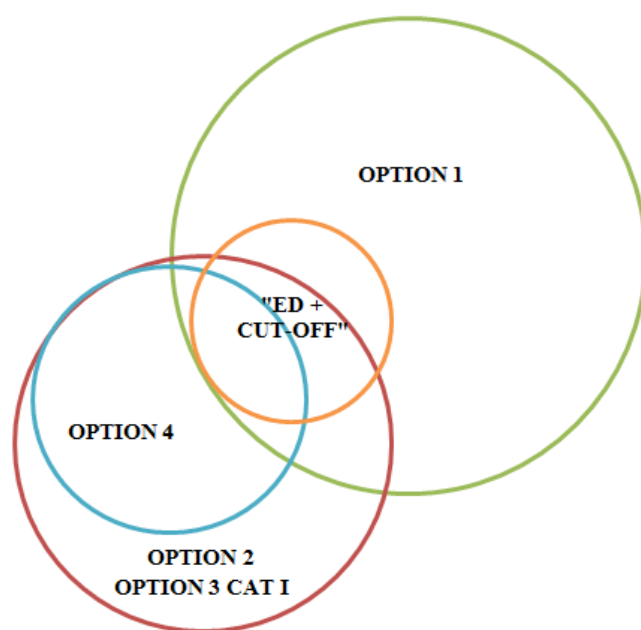 OPTION 1
"ED +
CUT-OFF"
OPTION 4
OPTION 2
OPTION 3 CAT I